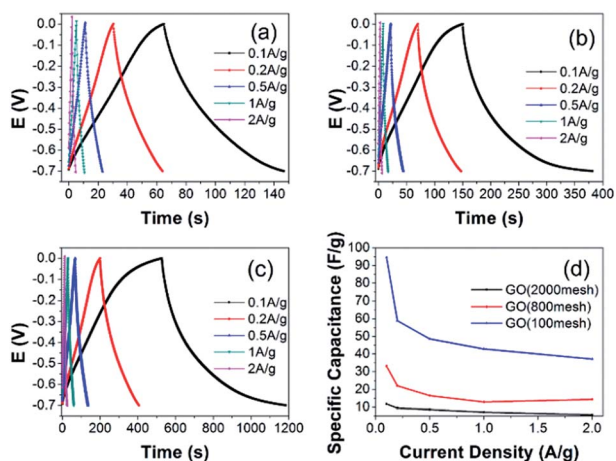 (a)
0.0
-0.1
-0.2
-0.3
-0.4
-0.5
-0.6
-0.7
E (V)
0.1A/g
0.2A/g
0.5A/g
1A/g
2A/g
0 20 40 60 80 100 120 140
Time (s)
(b)
0.0
-0.1
-0.2
-0.3
-0.4
-0.5
-0.6
-0.7
E (V)
0.1A/g
0.2A/g
0.5A/g
1A/g
2A/g
0 50 100 150 200 250 300 350 400
Time (s)
(c)
0.0
-0.1
-0.2
-0.3
-0.4
-0.5
-0.6
-0.7
E (V)
0.1A/g
0.2A/g
0.5A/g
1A/g
2A/g
0 200 400 600 800 1000 1200
Time (s)
(d)
100
90
80
70
60
50
40
30
20
10
Specific Capacitance (F/g)
GO(2000mesh)
GO(800mesh)
GO(100mesh)
0.0 0.5 1.0 1.5 2.0
Current Density (A/g)